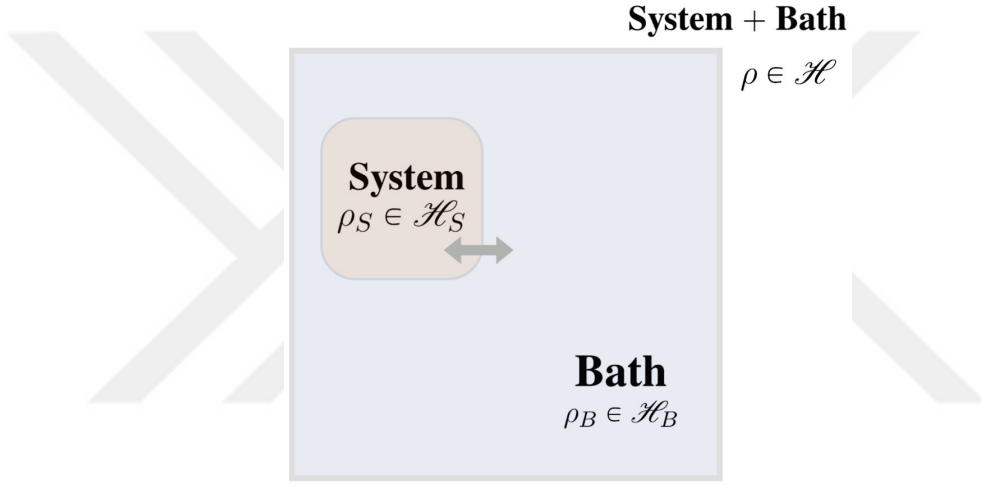 System + Bath
ρ ∈ ℋ
System
ρ_S ∈ ℋ_S
Bath
ρ_B ∈ ℋ_B